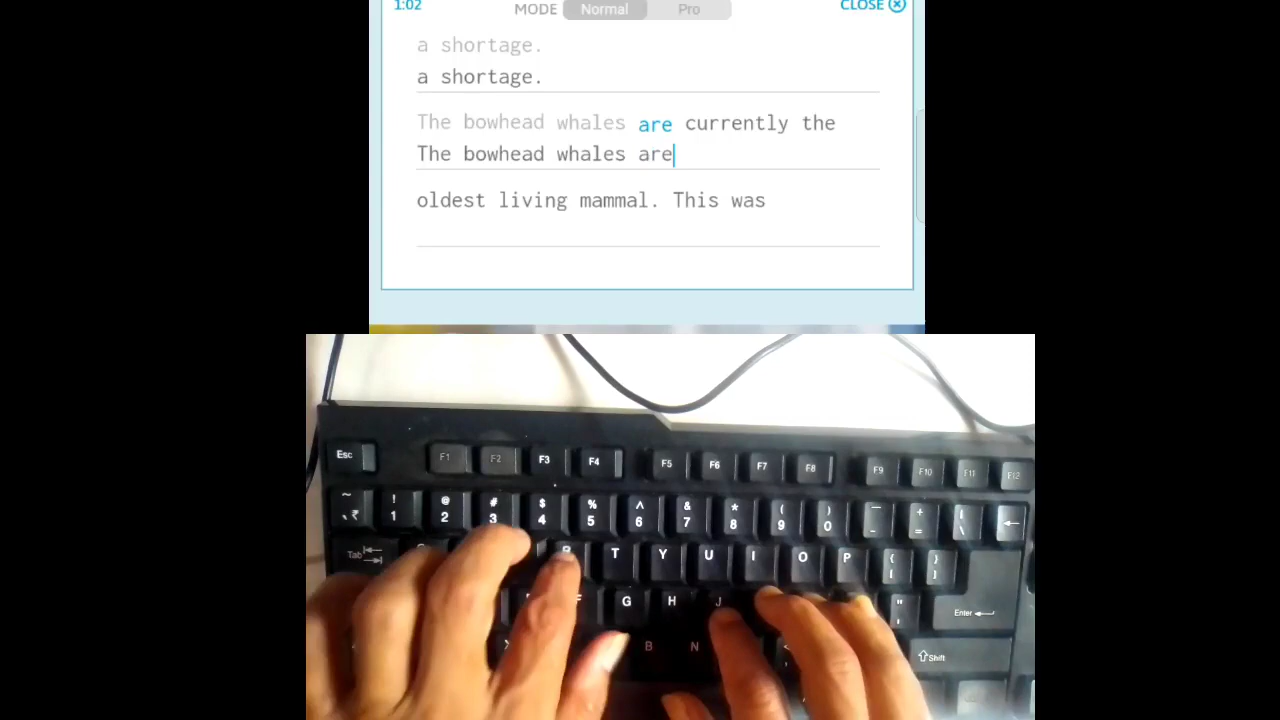 1:02 MODE Normal Pro CLOSE
a shortage.
a shortage.
The bowhead whales are currently the
The bowhead whales are
oldest living mammal. This was
Esc F1 F2 F3 F4 F5 F6 F7 F8 F9 F10 F11 F12
~ ! @ # $ % ^ & * ( ) _ + |
` ₹ 1 2 3 4 5 6 7 8 9 0 - = \ ←
Tab R T Y U I O P { [ } ]
F G H J " ' Enter
B N < Shift